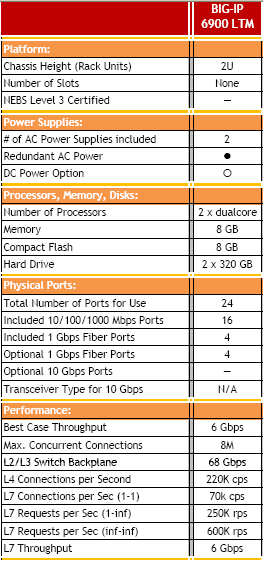 BIG-IP
6900 LTM
Platform:
Chassis Height (Rack Units) 2U
Number of Slots None
NEBS Level 3 Certified —
Power Supplies:
# of AC Power Supplies included 2
Redundant AC Power ●
DC Power Option ○
Processors, Memory, Disks:
Number of Processors 2 x dualcore
Memory 8 GB
Compact Flash 8 GB
Hard Drive 2 x 320 GB
Physical Ports:
Total Number of Ports for Use 24
Included 10/100/1000 Mbps Ports 16
Included 1 Gbps Fiber Ports 4
Optional 1 Gbps Fiber Ports 4
Optional 10 Gbps Ports —
Transceiver Type for 10 Gbps N/A
Performance:
Best Case Throughput 6 Gbps
Max. Concurrent Connections 8M
L2/L3 Switch Backplane 68 Gbps
L4 Connections per Second 220K cps
L7 Connections per Sec (1-1) 70k cps
L7 Requests per Sec (1-inf) 250K rps
L7 Requests per Sec (inf-inf) 600K rps
L7 Throughput 6 Gbps